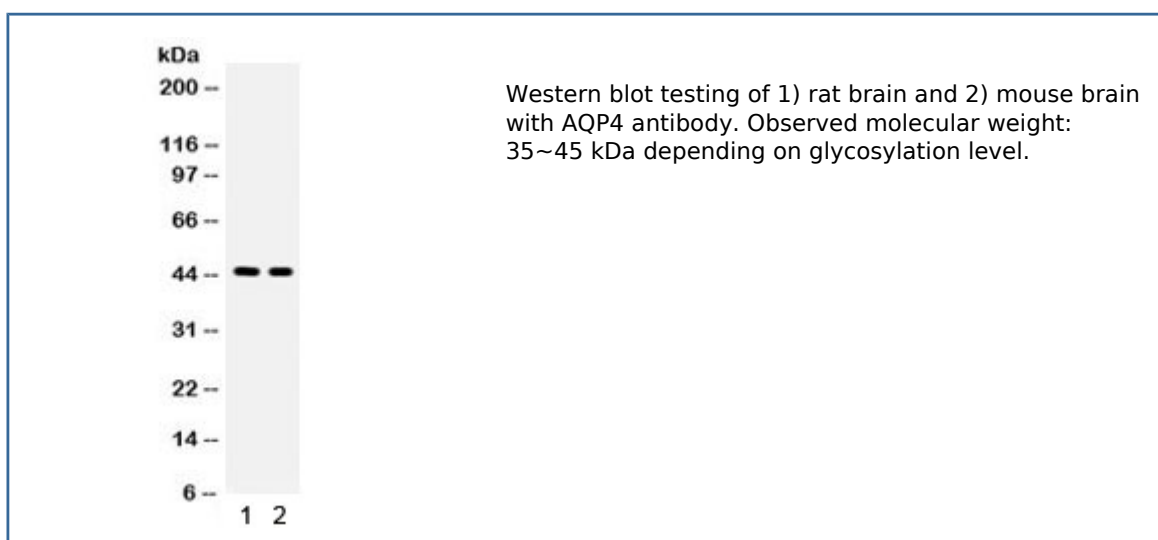 kDa
200 --
116 --
97 --
66 --
44 --
31 --
22 --
14 --
6 --
1 2
Western blot testing of 1) rat brain and 2) mouse brain
with AQP4 antibody. Observed molecular weight:
35~45 kDa depending on glycosylation level.